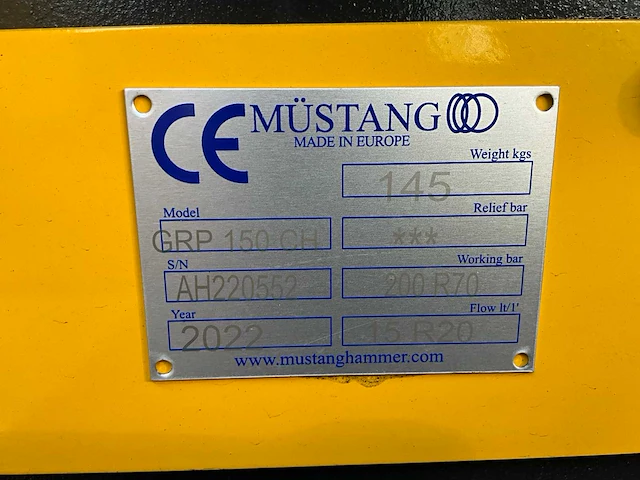 CE MÜSTANG
MADE IN EUROPE
Weight kgs
145
Model
GRP 150 CH
Relief bar
***
S/N
AH220552
Working bar
200 R70
Year
2022
Flow lt/1'
15 R20
www.mustanghammer.com